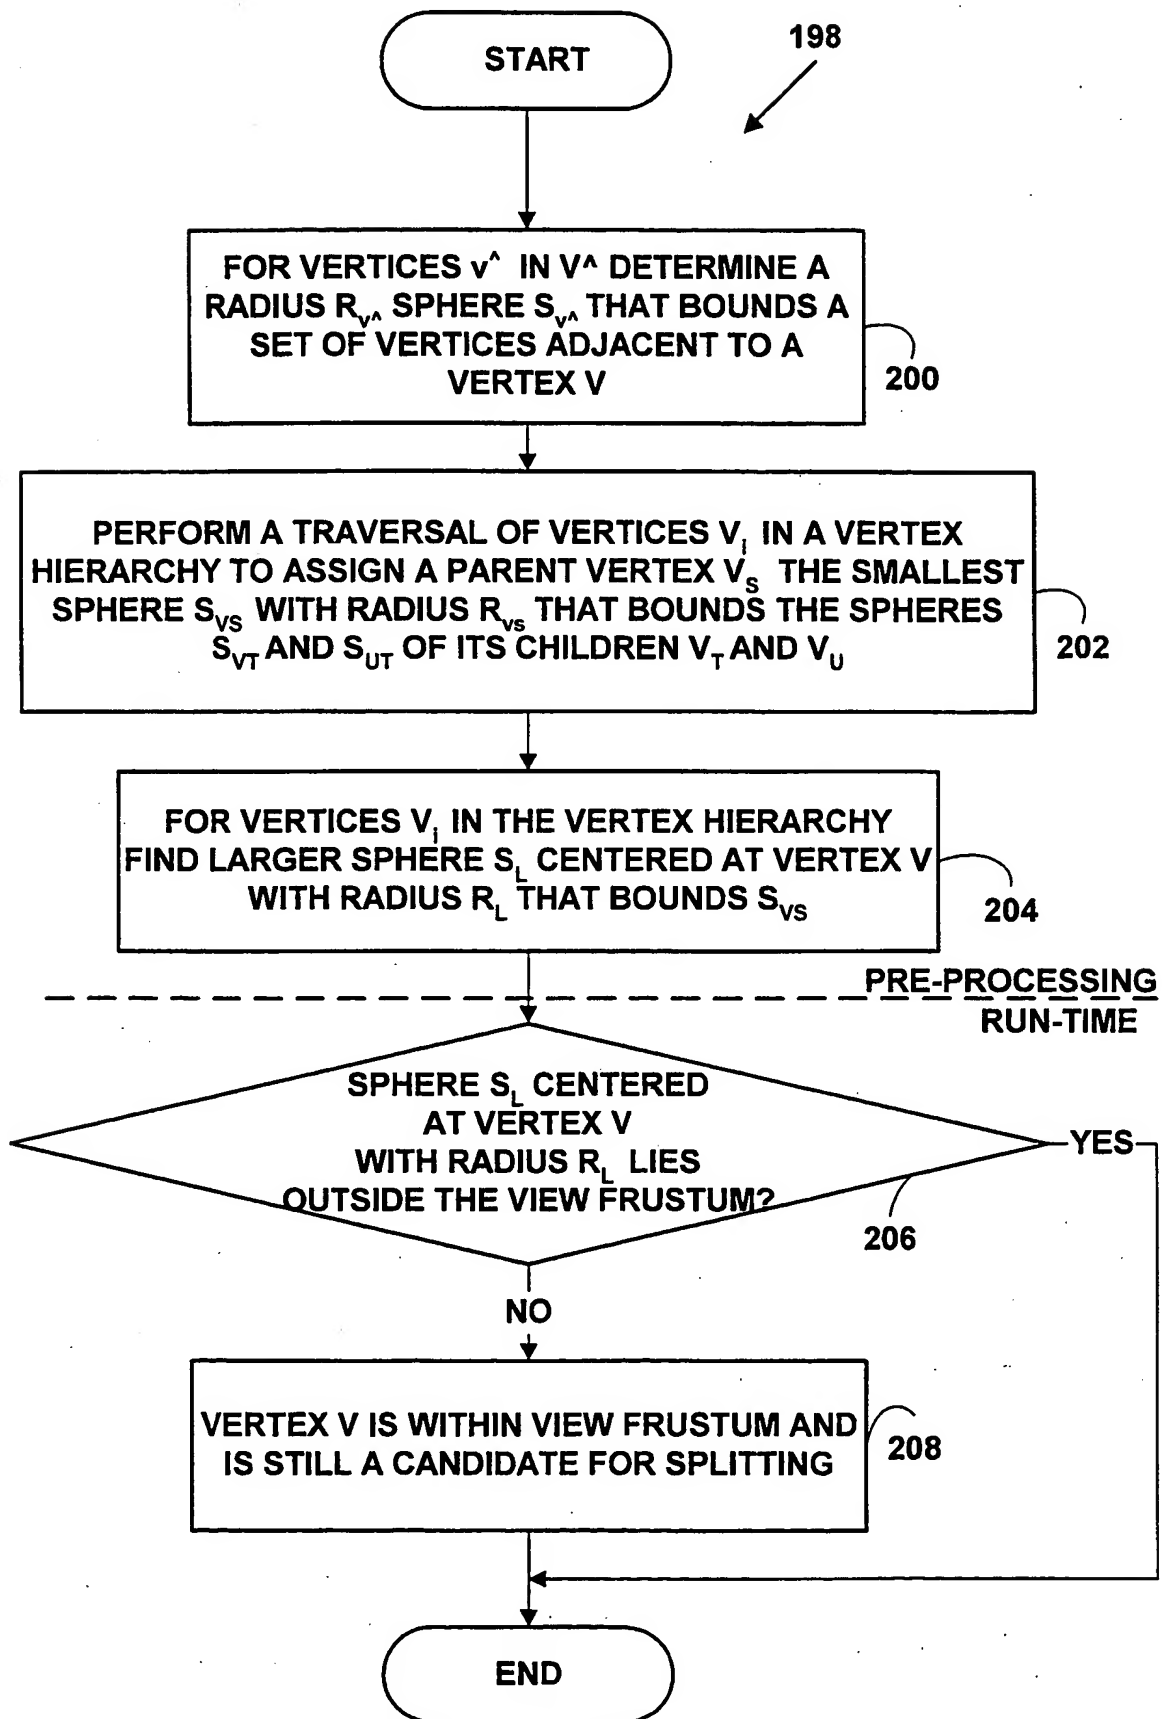 START
198
FOR VERTICES v^ IN V^ DETERMINE A
RADIUS Rv^ SPHERE Sv^ THAT BOUNDS A
SET OF VERTICES ADJACENT TO A
VERTEX V
200
PERFORM A TRAVERSAL OF VERTICES Vi IN A VERTEX
HIERARCHY TO ASSIGN A PARENT VERTEX VS THE SMALLEST
SPHERE SVS WITH RADIUS Rvs THAT BOUNDS THE SPHERES
SVT AND SUT OF ITS CHILDREN VT AND VU
202
FOR VERTICES Vi IN THE VERTEX HIERARCHY
FIND LARGER SPHERE SL CENTERED AT VERTEX V
WITH RADIUS RL THAT BOUNDS SVS
204
PRE-PROCESSING
RUN-TIME
SPHERE SL CENTERED
AT VERTEX V
WITH RADIUS RL LIES
OUTSIDE THE VIEW FRUSTUM?
YES
206
NO
VERTEX V IS WITHIN VIEW FRUSTUM AND
IS STILL A CANDIDATE FOR SPLITTING
208
END